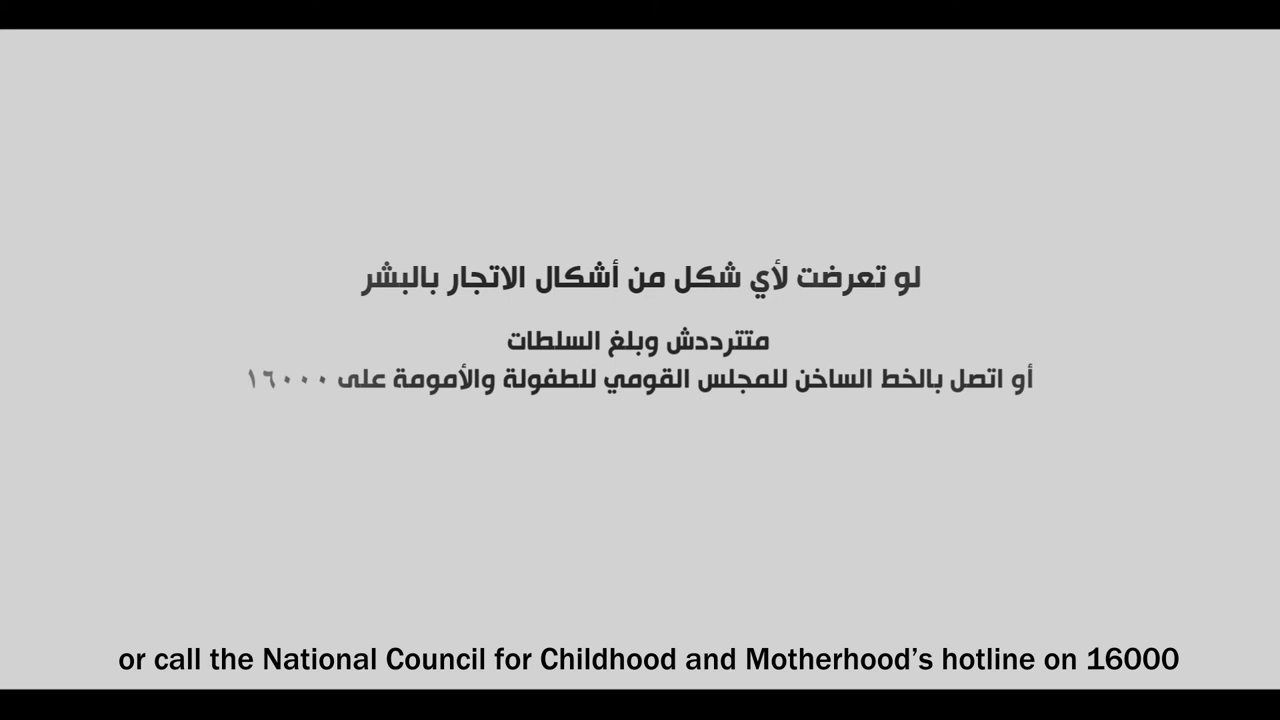 لو تعرضت لأي شكل من أشكال الاتجار بالبشر
متترددش وبلغ السلطات
أو اتصل بالخط الساخن للمجلس القومي للطفولة والأمومة على ١٦٠٠٠
or call the National Council for Childhood and Motherhood’s hotline on 16000